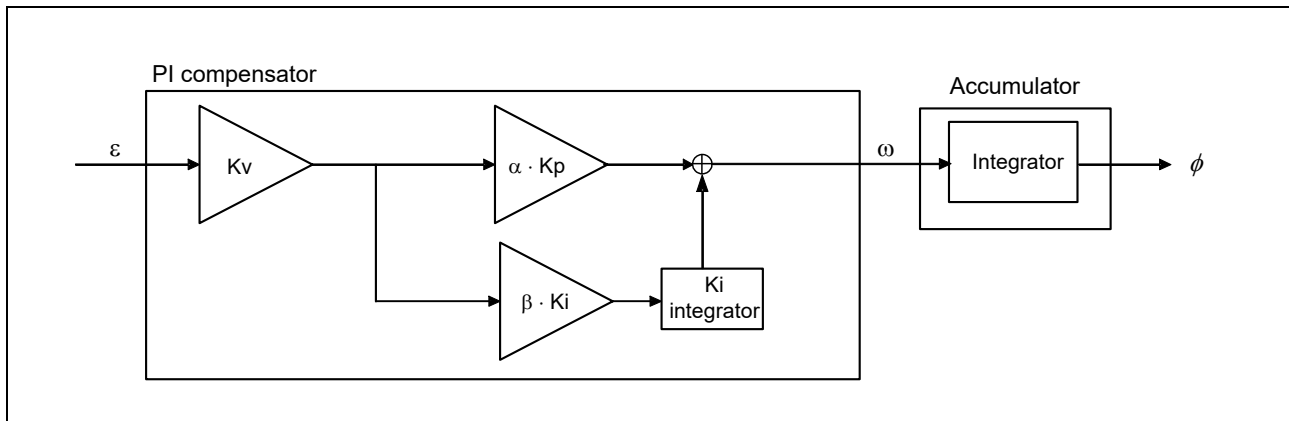 PI compensator
Accumulator
ε
Kv
α · Kp
ω
Integrator
ϕ
β · Ki
Ki
integrator